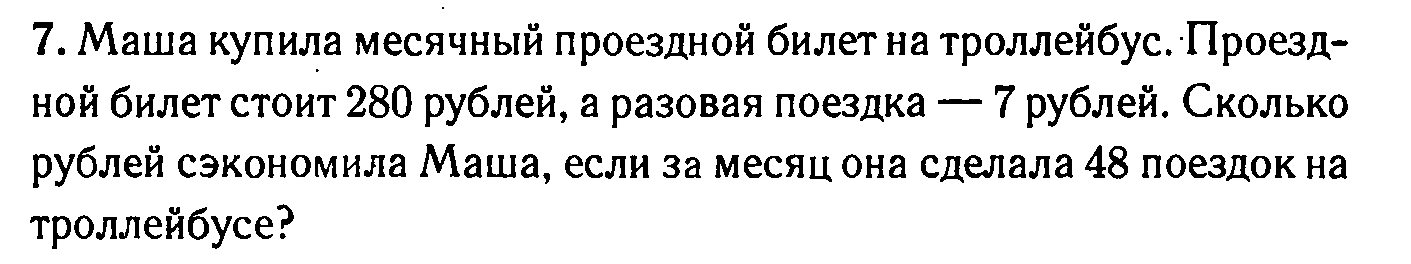 7. Маша купила месячный проездной билет на троллейбус. Проезд-
ной билет стоит 280 рублей, а разовая поездка — 7 рублей. Сколько
рублей сэкономила Маша, если за месяц она сделала 48 поездок на
троллейбусе?